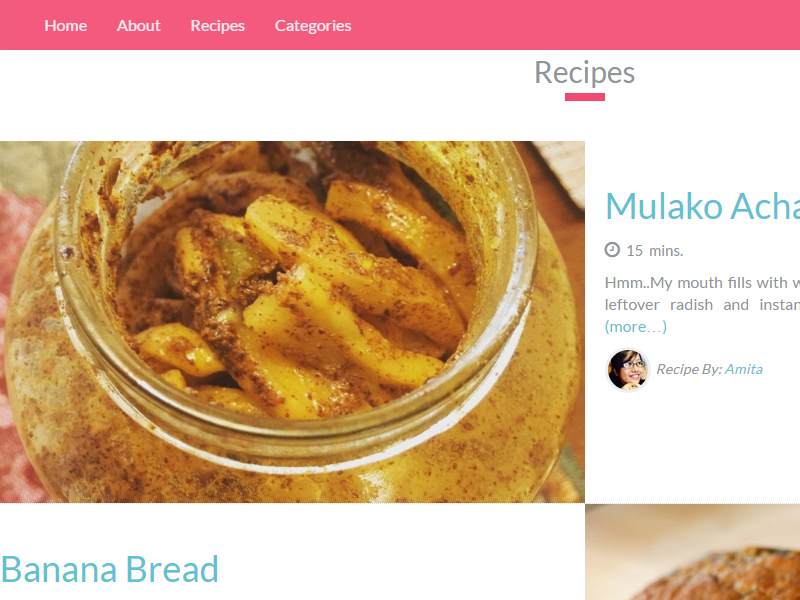 Home About Recipes Categories
Recipes
Mulako Acha
15 mins.
Hmm..My mouth fills with w
leftover radish and instan
(more…)
Recipe By: Amita
Banana Bread